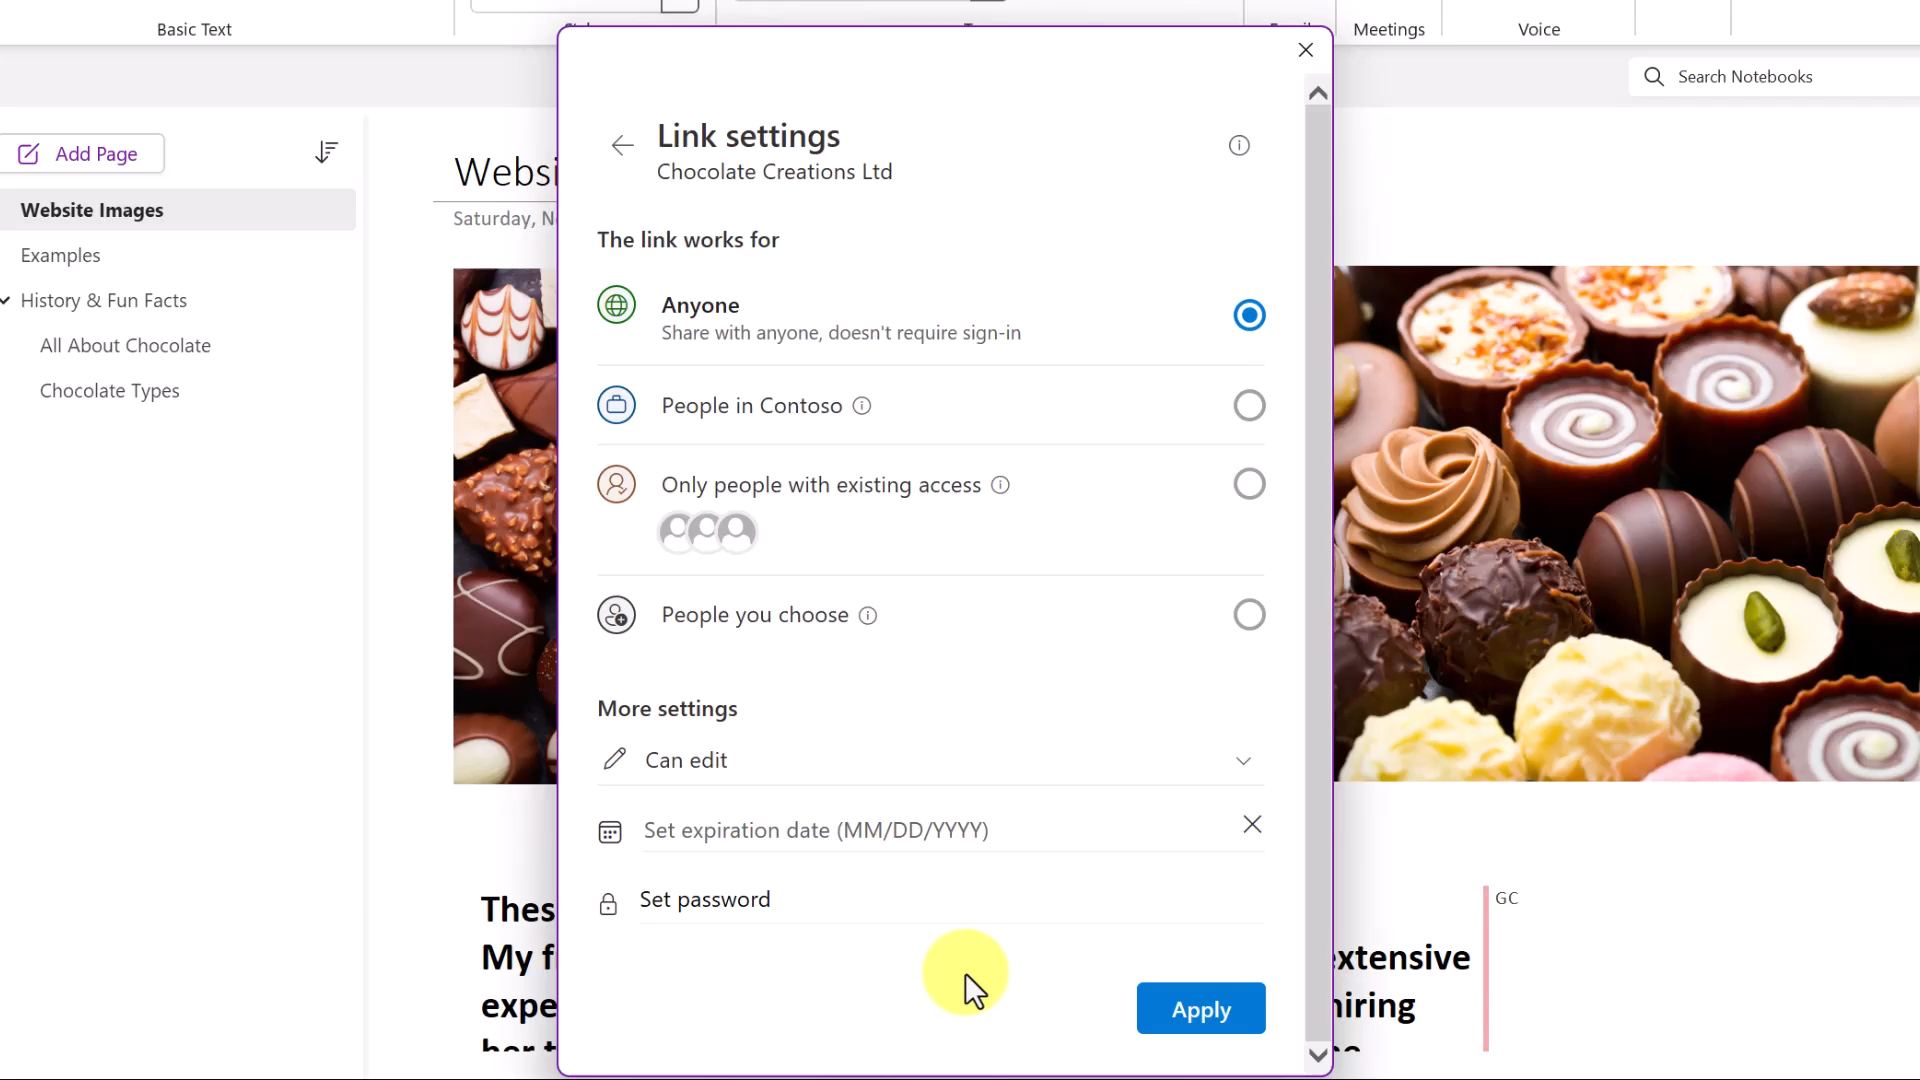 Basic Text
Meetings
Voice
Search Notebooks
Add Page
Website Images
Examples
History & Fun Facts
All About Chocolate
Chocolate Types
Websi
Saturday, N
Link settings
Chocolate Creations Ltd
The link works for
Anyone
Share with anyone, doesn't require sign-in
People in Contoso
Only people with existing access
People you choose
More settings
Can edit
Set expiration date (MM/DD/YYYY)
Set password
Apply
Thes
My f
extensive
expe
hiring
GC